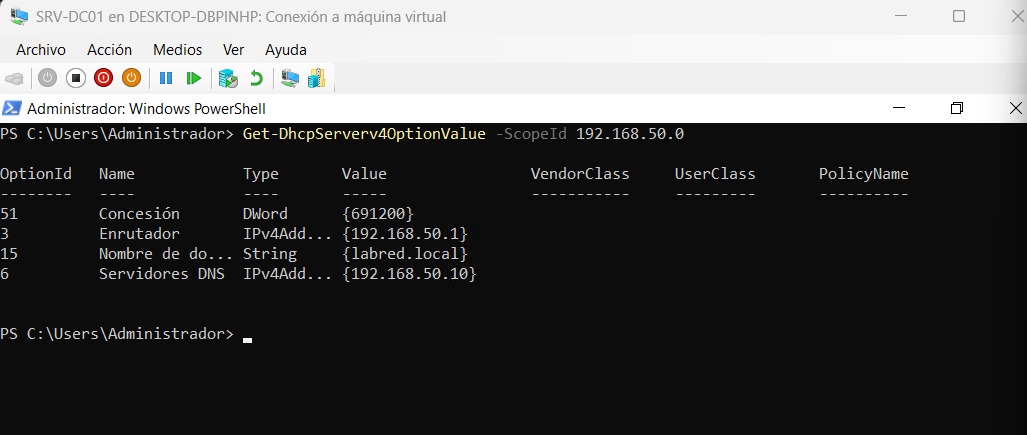 SRV-DC01 en DESKTOP-DBPINHP: Conexión a máquina virtual
Archivo Acción Medios Ver Ayuda
Administrador: Windows PowerShell
PS C:\Users\Administrador> Get-DhcpServerv4OptionValue -ScopeId 192.168.50.0
OptionId Name Type Value VendorClass UserClass PolicyName
-------- ---- ---- ----- ----------- --------- ----------
51 Concesión DWord {691200}
3 Enrutador IPv4Add... {192.168.50.1}
15 Nombre de do... String {labred.local}
6 Servidores DNS IPv4Add... {192.168.50.10}
PS C:\Users\Administrador>